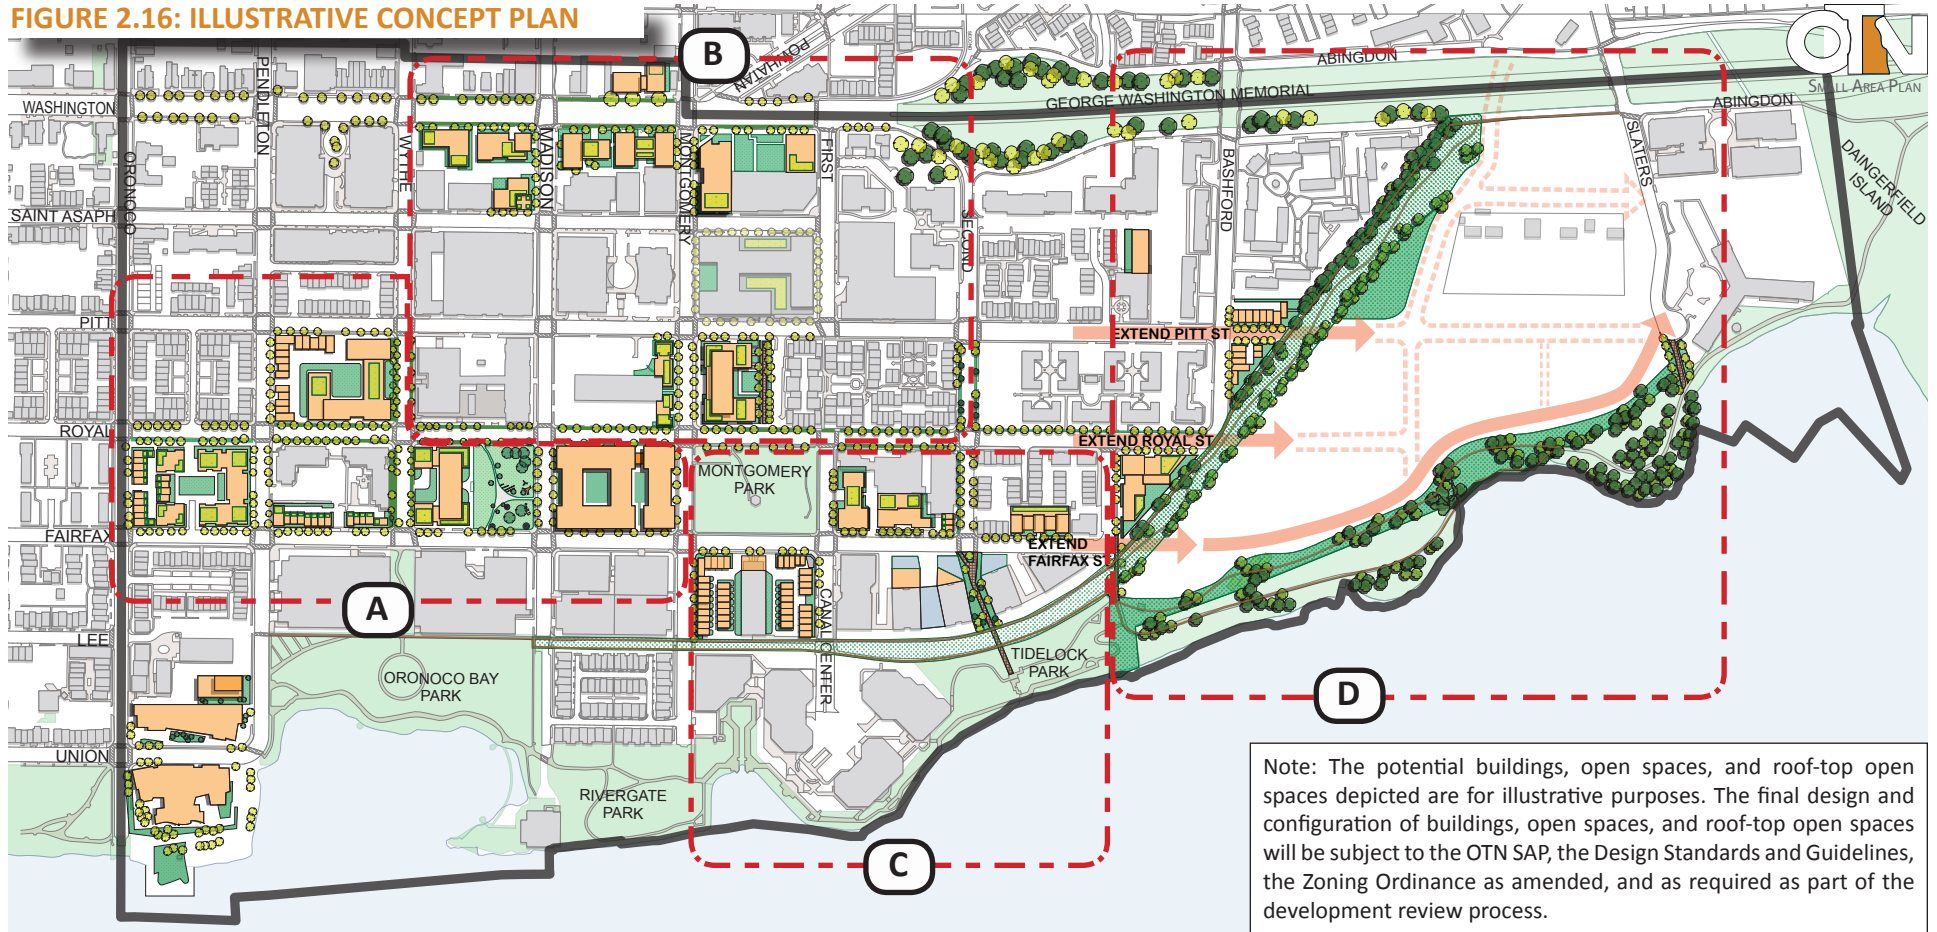 FIGURE 2.16: ILLUSTRATIVE CONCEPT PLAN
B
POWHATAN
ABINGDON
OTN
SMALL AREA PLAN
GEORGE WASHINGTON MEMORIAL
ABINGDON
WASHINGTON
PENDLETON
WYTHE
MADISON
MONTGOMERY
FIRST
SECOND
BASHFORD
SLATERS
DAINGERFIELD
ISLAND
ORONOCO
SAINT ASAPH
PITT
EXTEND PITT ST
ROYAL
EXTEND ROYAL ST
MONTGOMERY
PARK
FAIRFAX
EXTEND
FAIRFAX S
A
CANAL CENTER
LEE
TIDELOCK
PARK
ORONOCO BAY
PARK
D
UNION
RIVERGATE
PARK
C
Note: The potential buildings, open spaces, and roof-top open
spaces depicted are for illustrative purposes. The final design and
configuration of buildings, open spaces, and roof-top open spaces
will be subject to the OTN SAP, the Design Standards and Guidelines,
the Zoning Ordinance as amended, and as required as part of the
development review process.